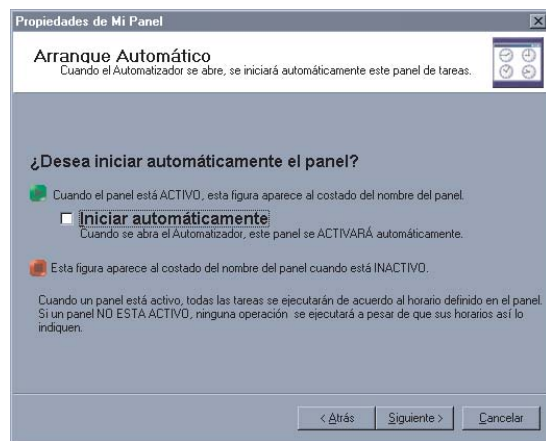 Propiedades de Mi Panel
Arranque Automático
Cuando el Automatizador se abre, se iniciará automáticamente este panel de tareas.
¿Desea iniciar automáticamente el panel?
Cuando el panel está ACTIVO, esta figura aparece al costado del nombre del panel.
Iniciar automáticamente
Cuando se abra el Automatizador, este panel se ACTIVARÁ automáticamente.
Esta figura aparece al costado del nombre del panel cuando está INACTIVO.
Cuando un panel está activo, todas las tareas se ejecutarán de acuerdo al horario definido en el panel.
Si un panel NO ESTA ACTIVO, ninguna operación se ejecutará a pesar de que sus horarios así lo
indiquen.
< Atrás
Siguiente >
Cancelar